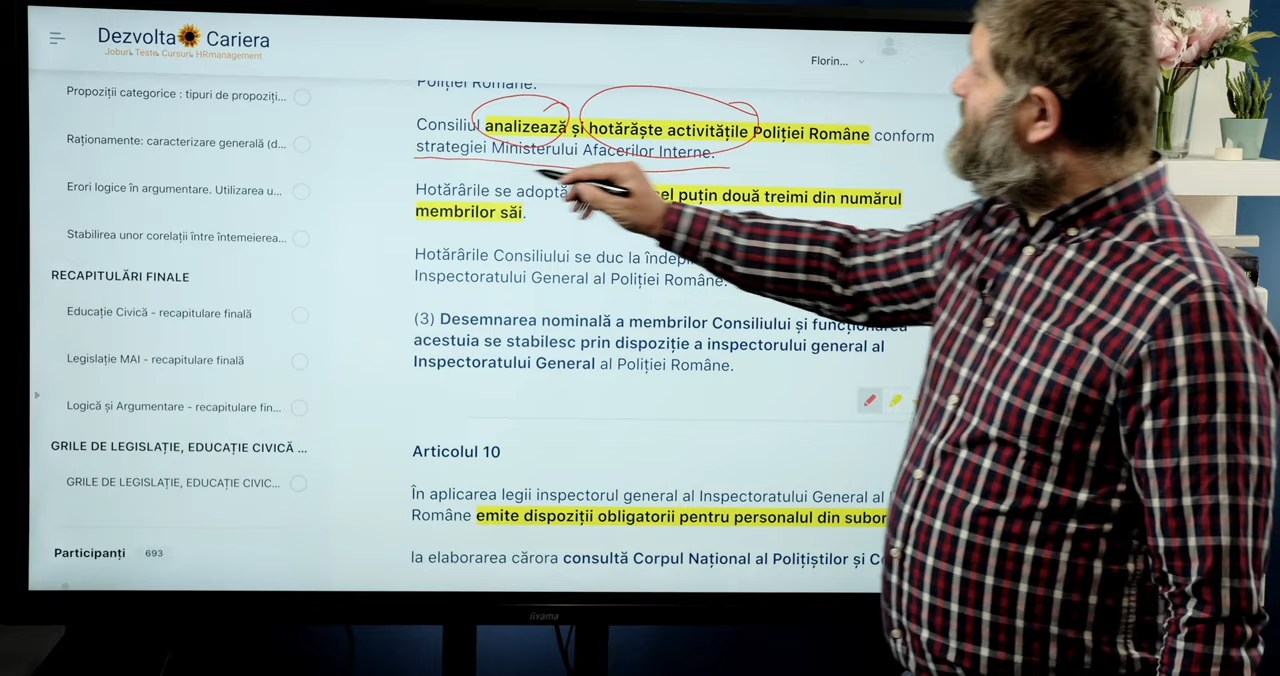 Dezvolta Cariera
Joburi, Teste, Cursuri, HRmanagement
Florin...
Propoziții categorice : tipuri de propoziți...
Raționamente: caracterizare generală (d...
Erori logice în argumentare. Utilizarea u...
Stabilirea unor corelații între întemeierea...
RECAPITULĂRI FINALE
Educație Civică - recapitulare finală
Legislație MAI - recapitulare finală
Logică și Argumentare - recapitulare fin...
GRILE DE LEGISLAȚIE, EDUCAȚIE CIVICĂ ...
GRILE DE LEGISLAȚIE, EDUCAȚIE CIVIC...
Participanți 693
Poliției Române.
Consiliul analizează și hotărăște activitățile Poliției Române conform
strategiei Ministerului Afacerilor Interne.
Hotărârile se adoptă puțin două treimi din numărul
membrilor săi.
Hotărârile Consiliului se duc la
Inspectoratului General al Poliției Române.
(3) Desemnarea nominală a membrilor Consiliului și funcționarea
acestuia se stabilesc prin dispoziție a inspectorului general al
Inspectoratului General al Poliției Române.
Articolul 10
În aplicarea legii inspectorul general al Inspectoratului General al
Române emite dispoziții obligatorii pentru personalul din
la elaborarea cărora consultă Corpul Național al Polițiștilor și
iiyama